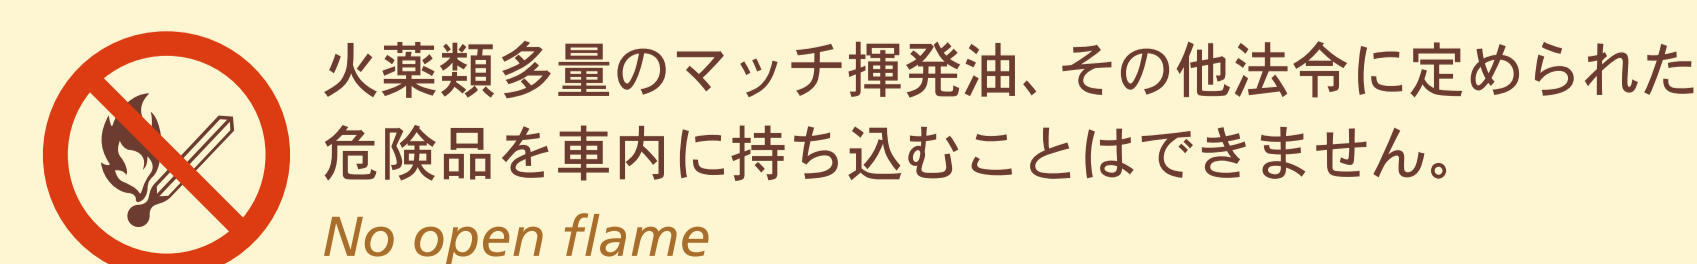 火薬類多量のマッチ揮発油、その他法令に定められた
危険品を車内に持ち込むことはできません。
No open flame